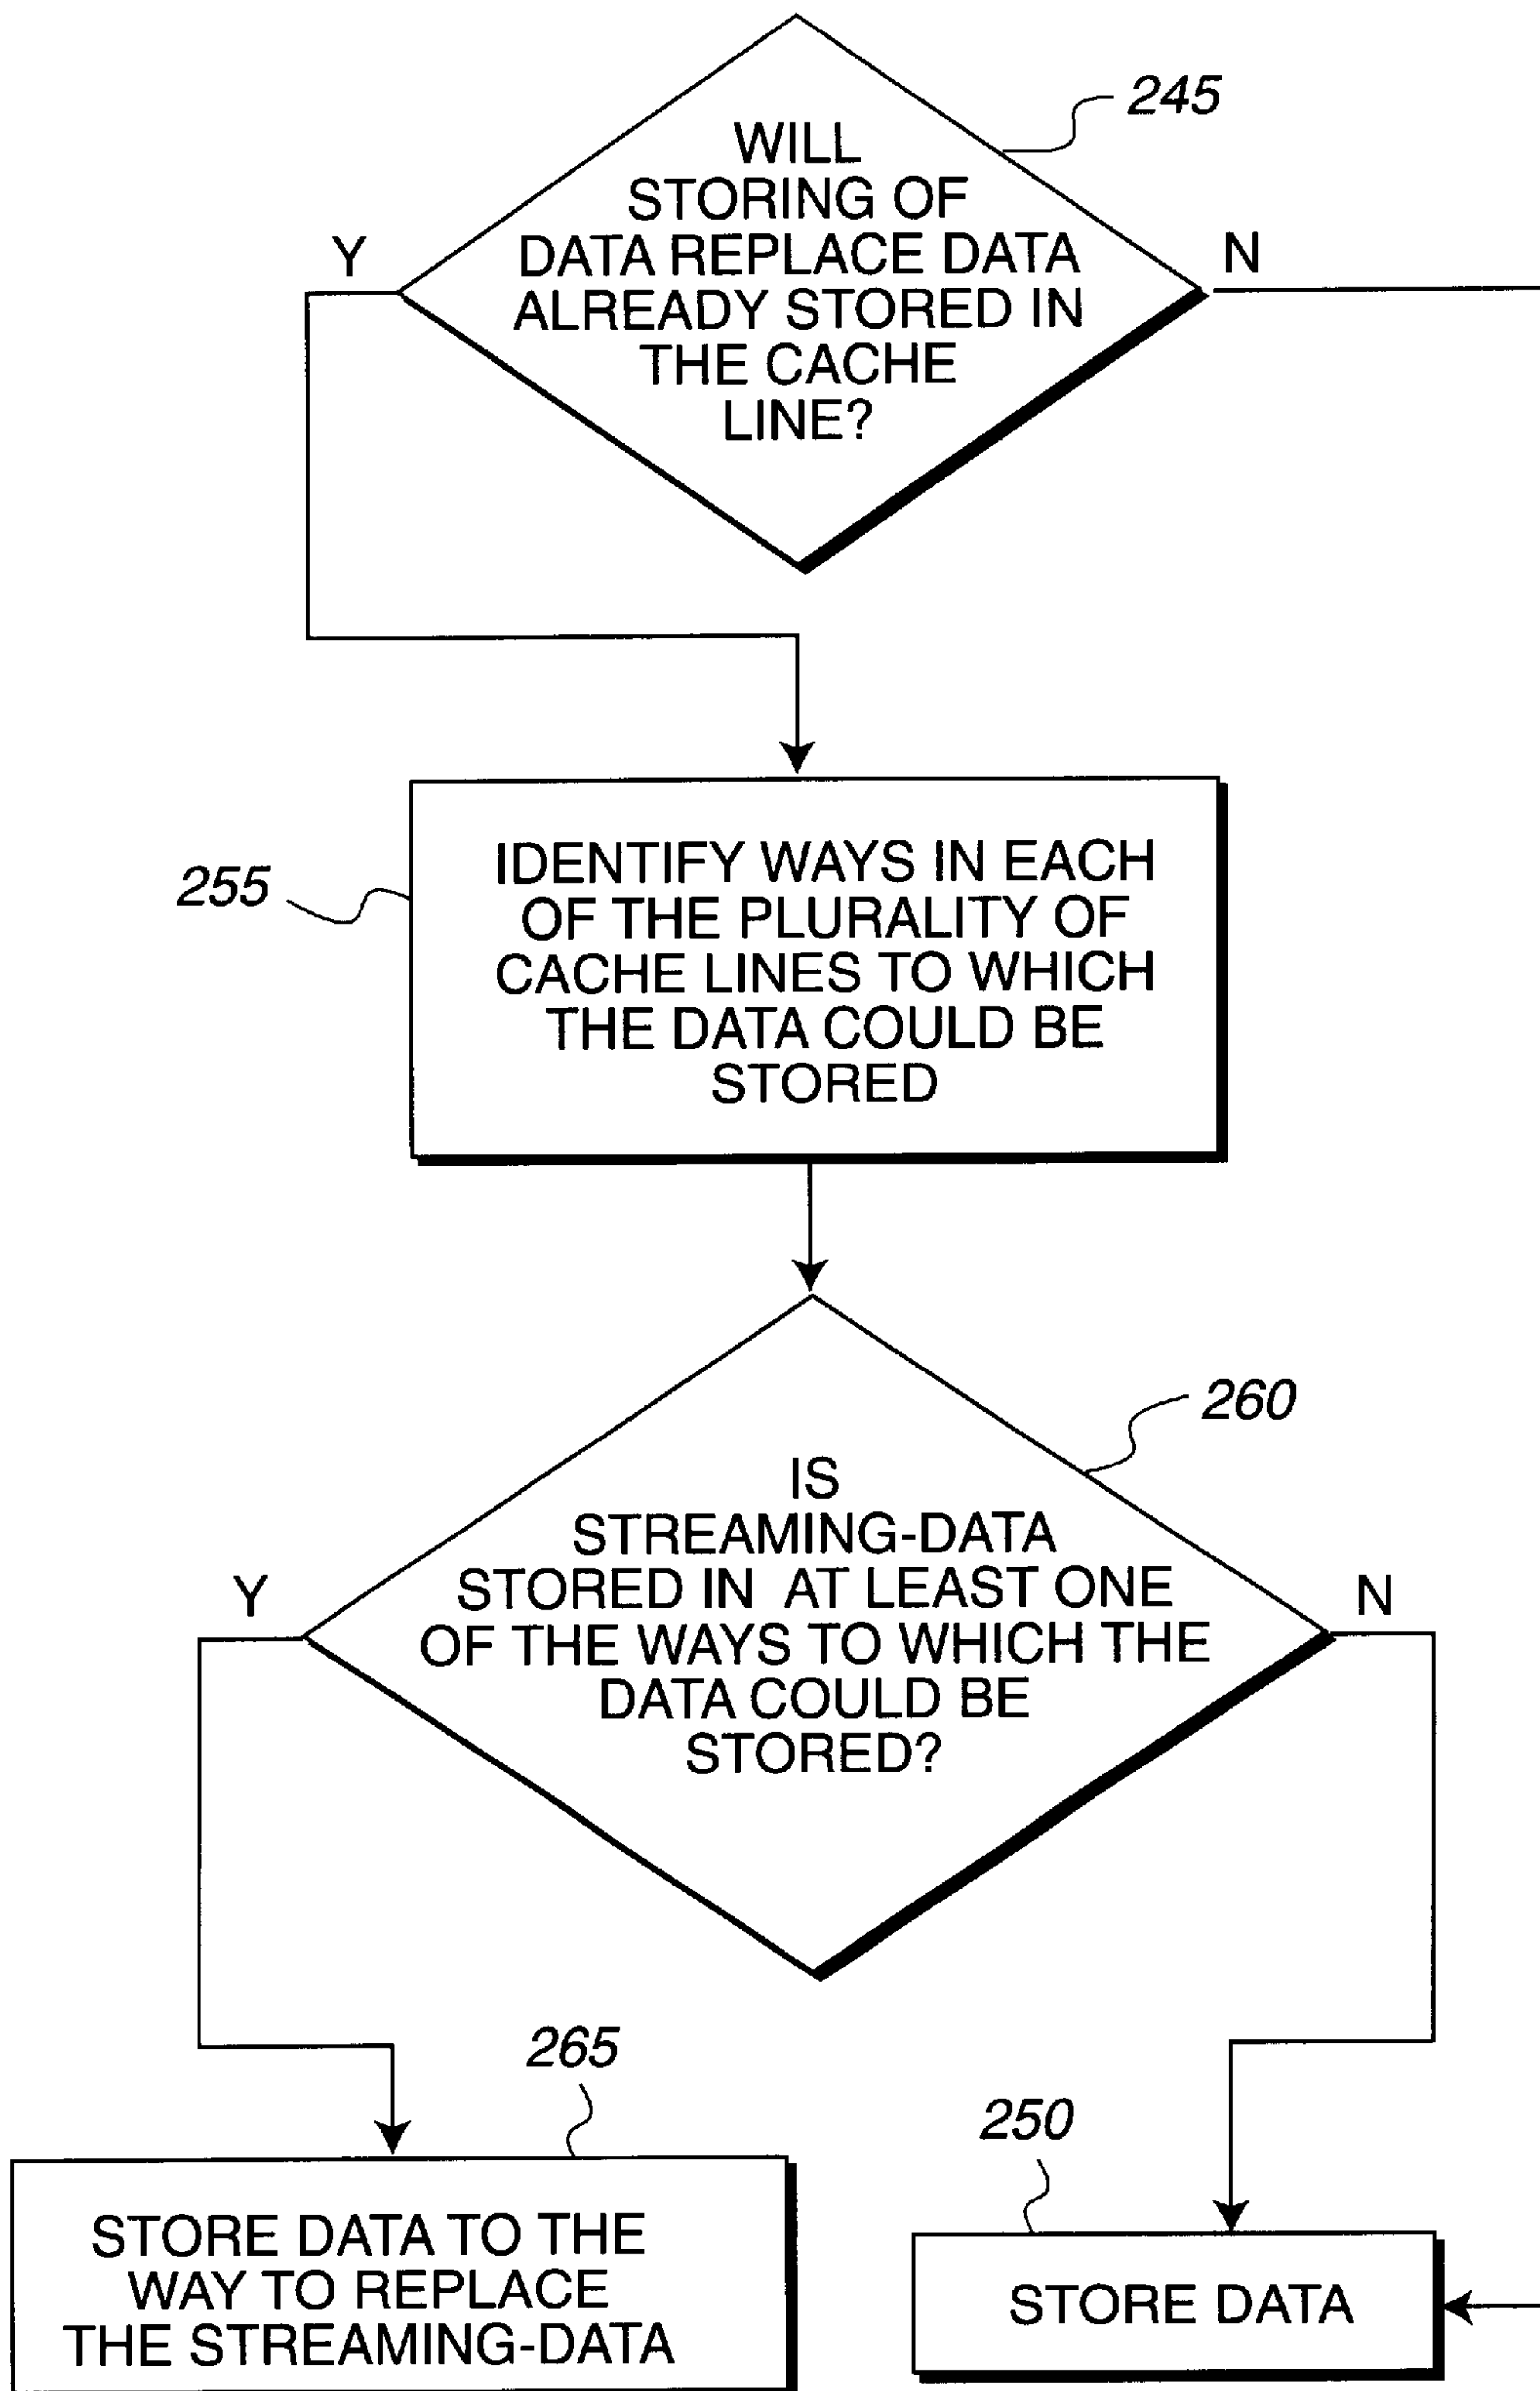 245
WILL
STORING OF
DATA REPLACE DATA
ALREADY STORED IN
THE CACHE
LINE?
Y
N
255
IDENTIFY WAYS IN EACH
OF THE PLURALITY OF
CACHE LINES TO WHICH
THE DATA COULD BE
STORED
260
IS
STREAMING-DATA
STORED IN AT LEAST ONE
OF THE WAYS TO WHICH THE
DATA COULD BE
STORED?
Y
N
265
STORE DATA TO THE
WAY TO REPLACE
THE STREAMING-DATA
250
STORE DATA